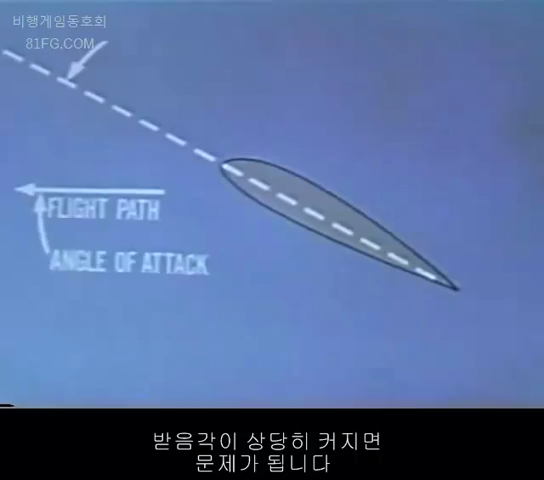 비행게임동호회
81FG.COM
FLIGHT PATH
ANGLE OF ATTACK
받음각이 상당히 커지면
문제가 됩니다